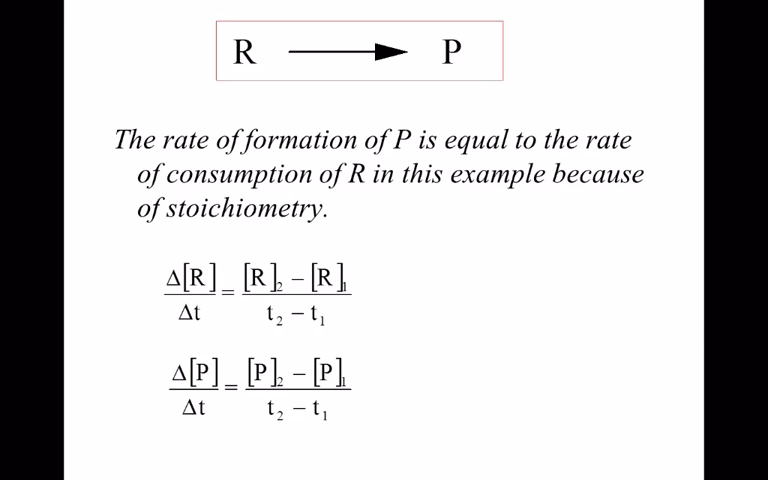 R → P
The rate of formation of P is equal to the rate
of consumption of R in this example because
of stoichiometry.
Δ[R]/Δt = ([R]₂ – [R]₁)/(t₂ – t₁)
Δ[P]/Δt = ([P]₂ – [P]₁)/(t₂ – t₁)